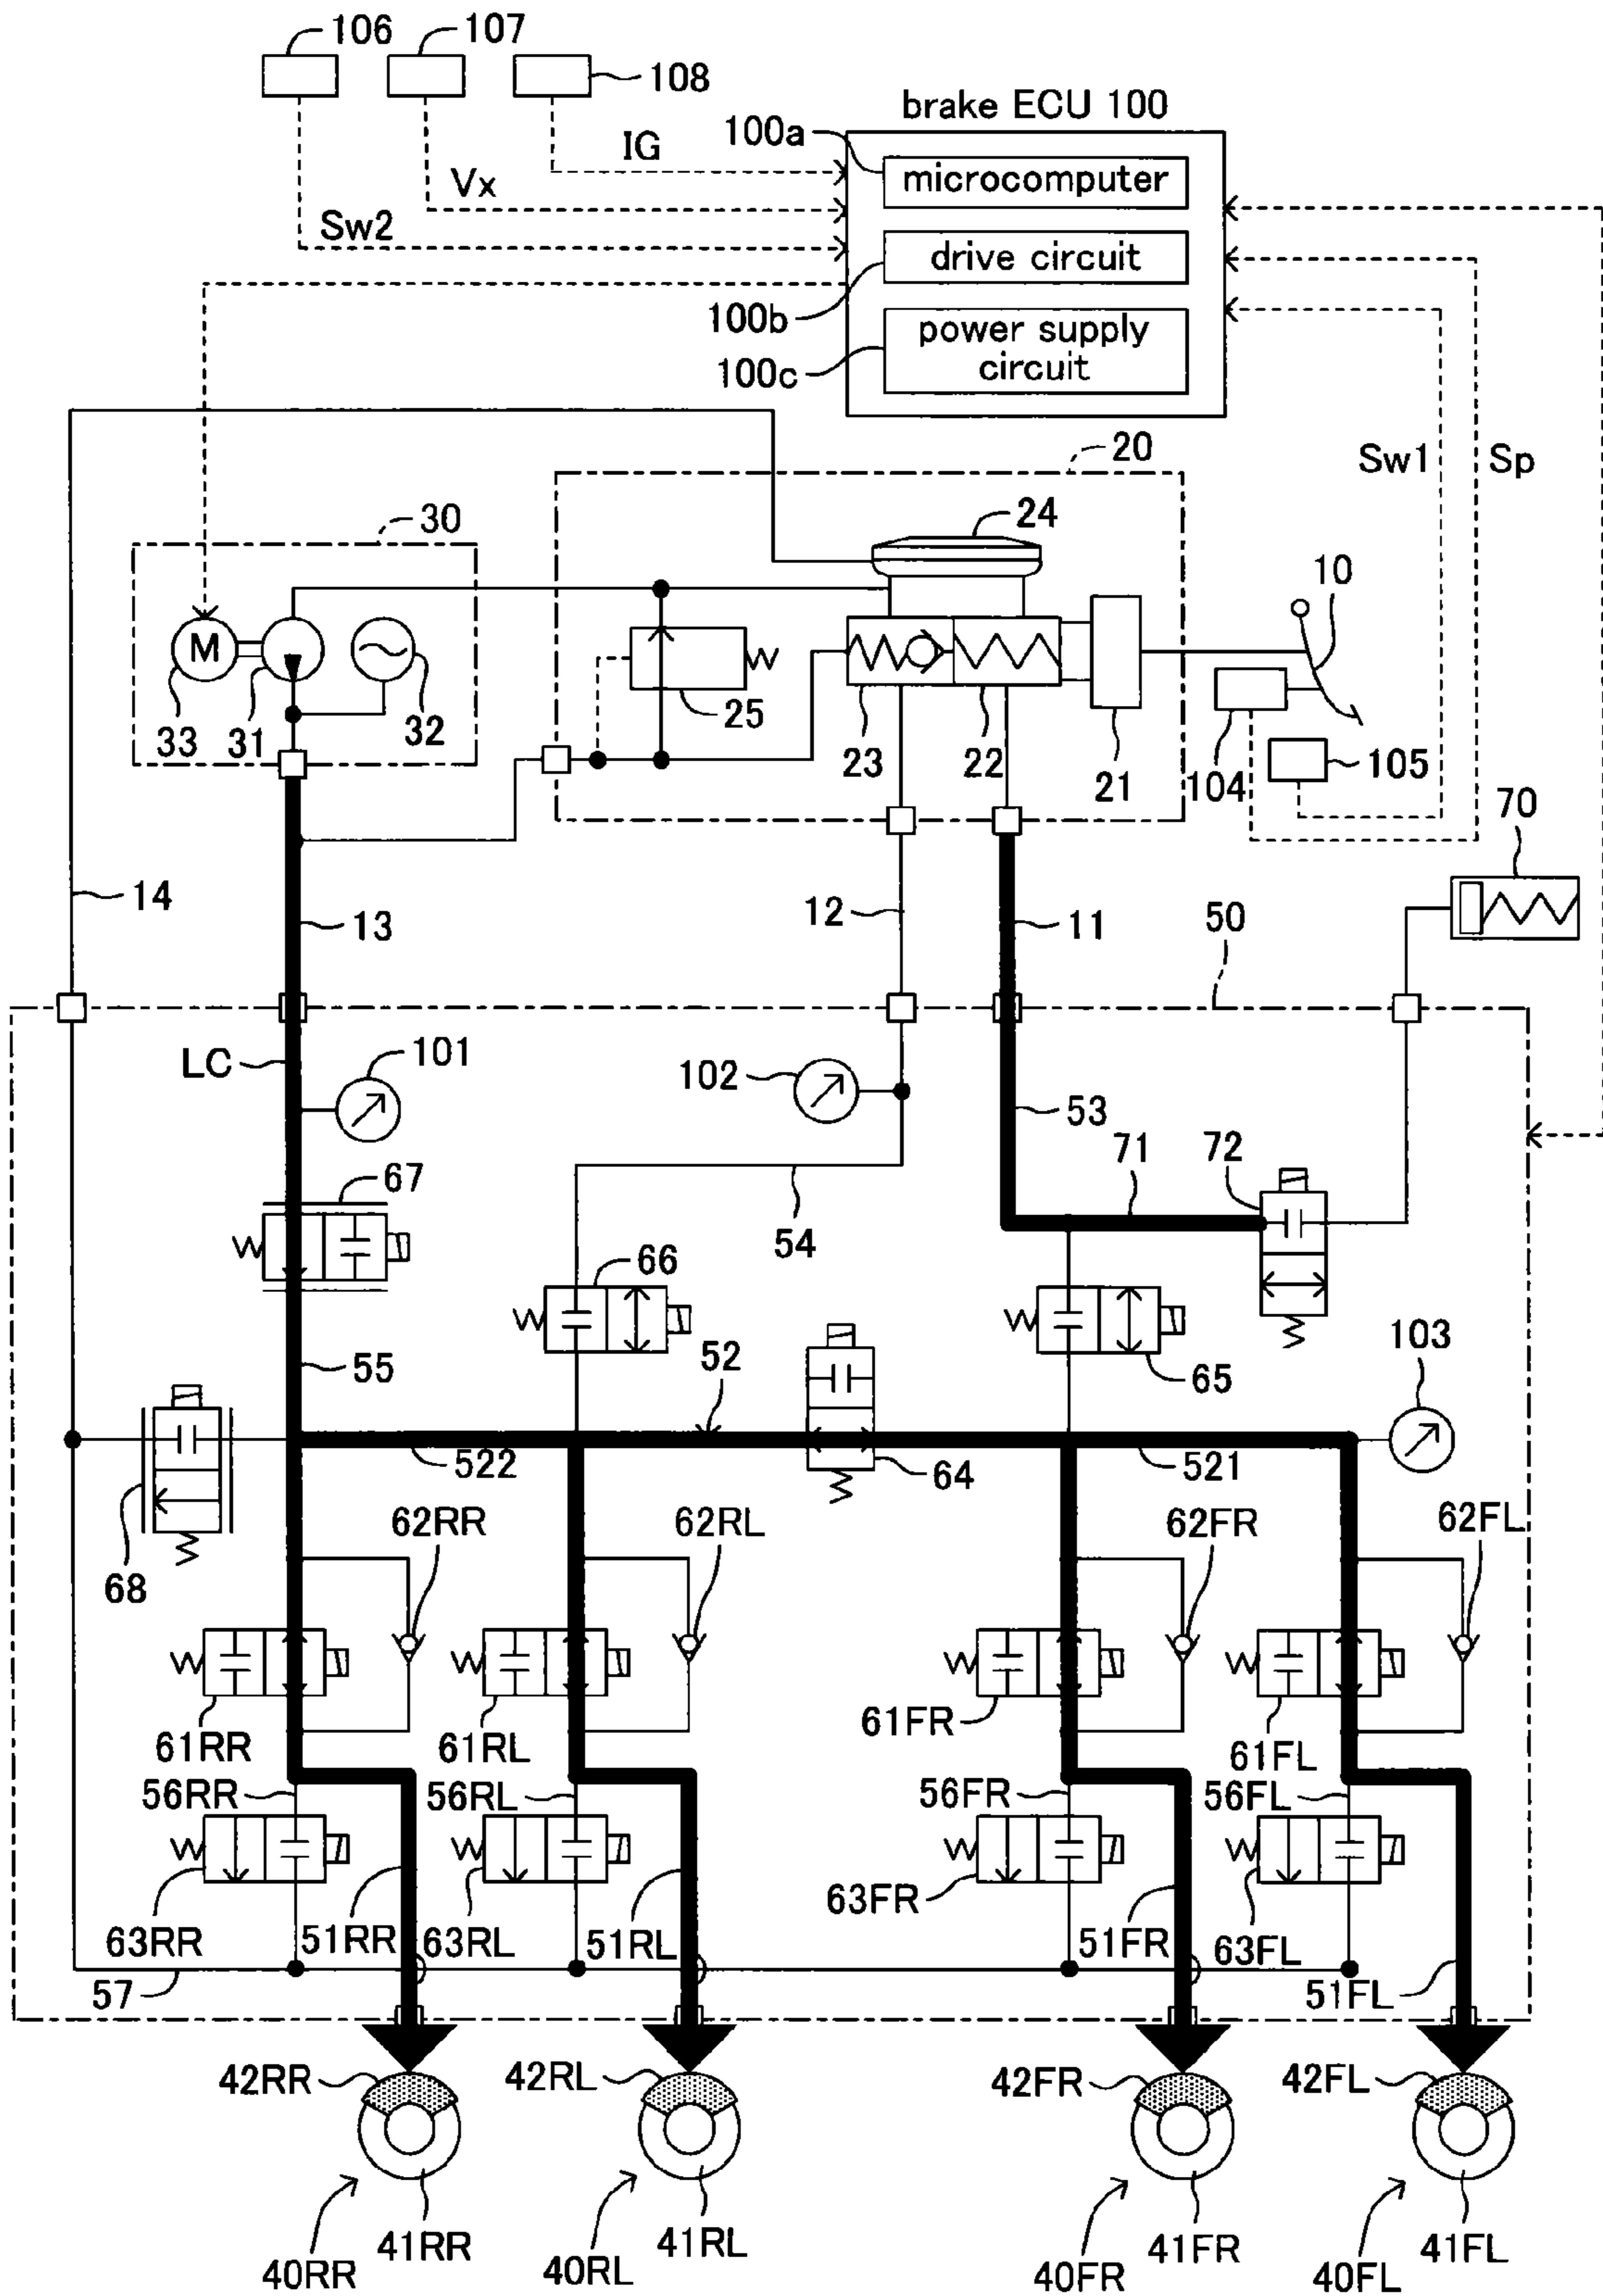 106
107
108
brake ECU 100
100a
IG
microcomputer
Vx
Sw2
drive circuit
100b
power supply
circuit
100c
20
Sw1
Sp
30
24
10
M
33
31
32
25
23
22
21
104
105
70
14
13
12
11
50
LC
101
102
53
67
71
72
54
66
103
55
52
65
522
64
521
68
62RR
62RL
62FR
62FL
61RR
61RL
61FR
61FL
56RR
56RL
56FR
56FL
63RR
51RR
63RL
51RL
63FR
51FR
63FL
51FL
57
42RR
42RL
42FR
42FL
41RR
41RL
41FR
41FL
40RR
40RL
40FR
40FL